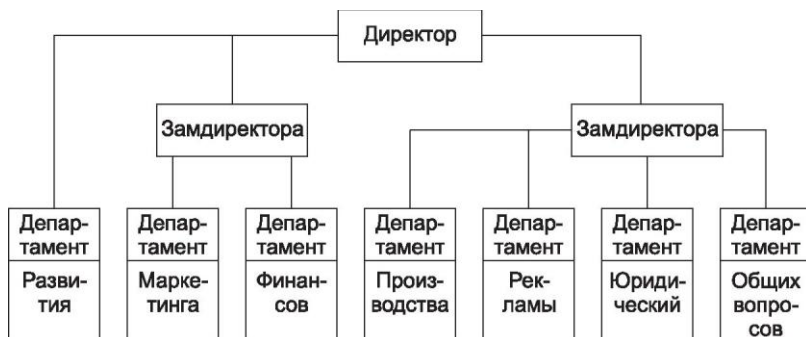 Директор
Замдиректора
Замдиректора
Депар-
тамент
Разви-
тия
Депар-
тамент
Марке-
тинга
Депар-
тамент
Финан-
сов
Депар-
тамент
Произ-
водства
Депар-
тамент
Рек-
ламы
Депар-
тамент
Юриди-
ческий
Депар-
тамент
Общих
вопро-
сов